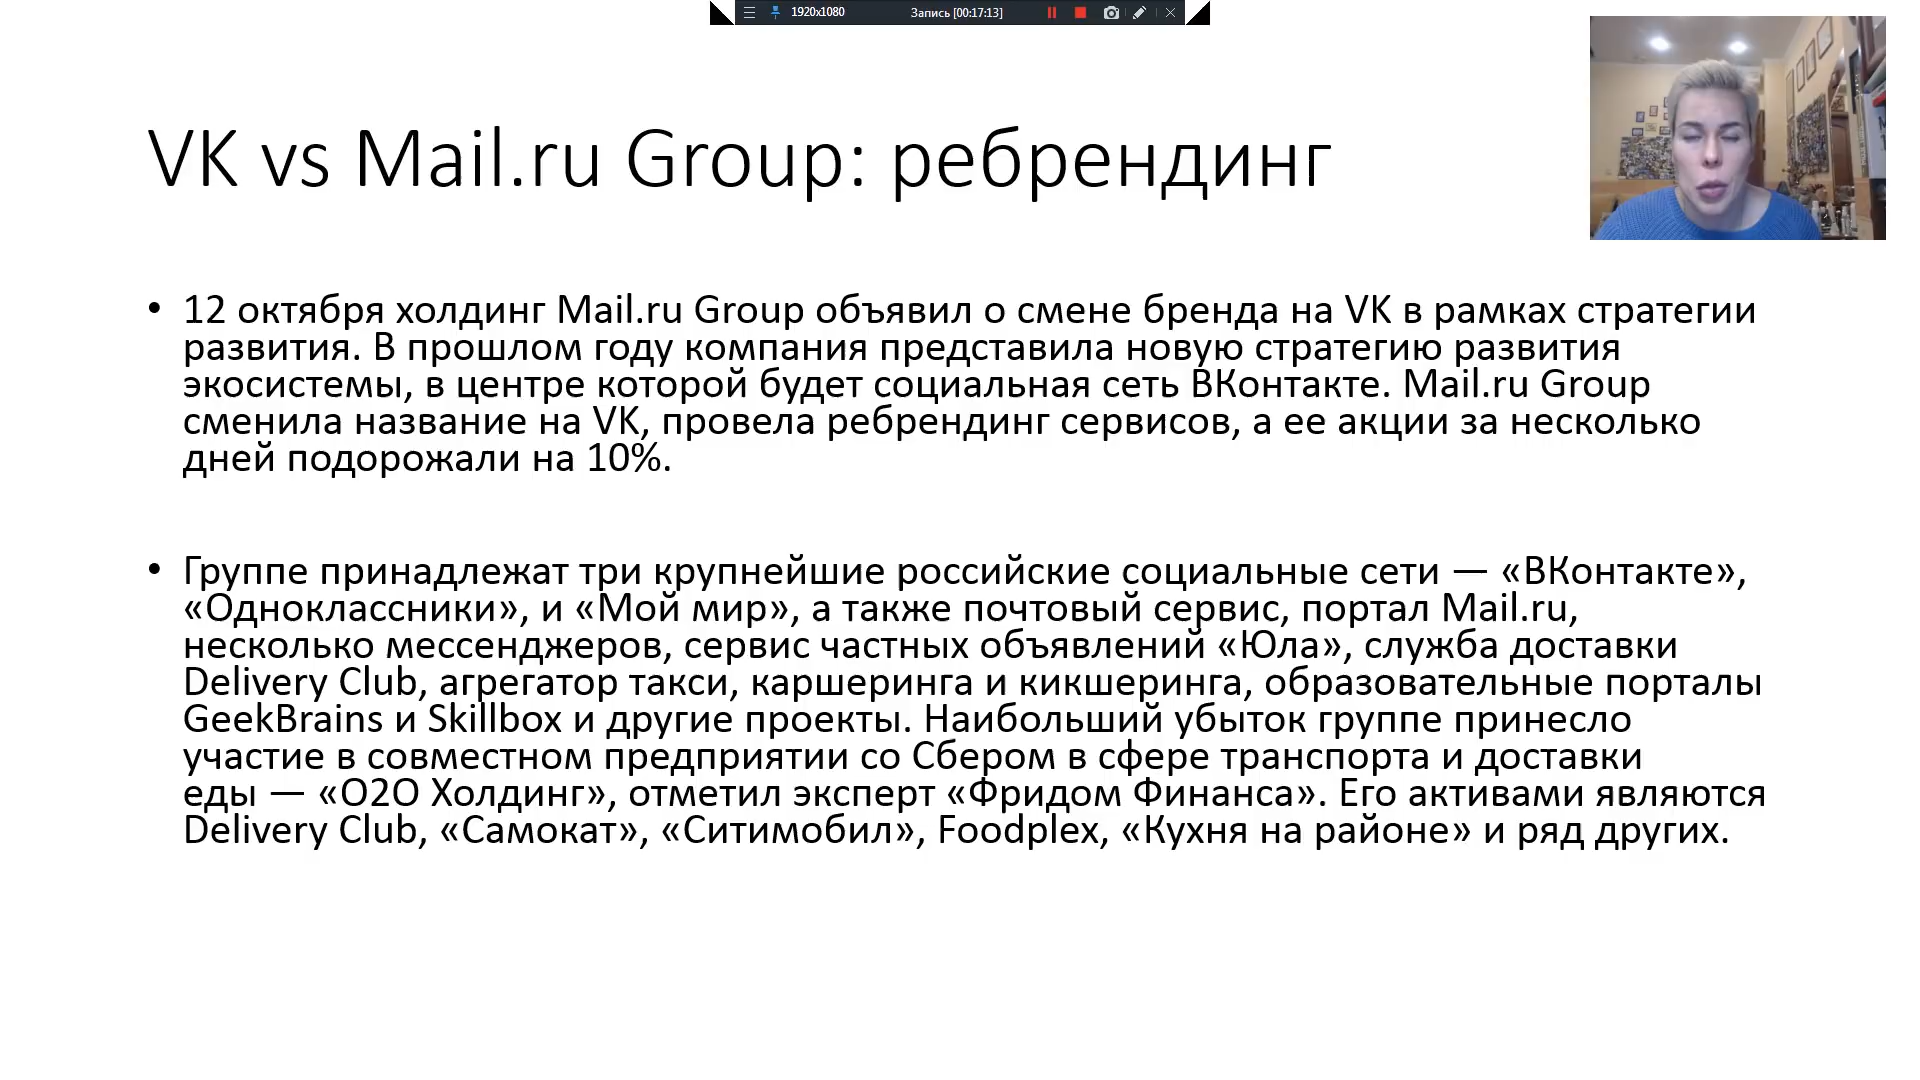 1920x1080
Запись [00:17:13]
VK vs Mail.ru Group: ребрендинг
• 12 октября холдинг Mail.ru Group объявил о смене бренда на VK в рамках стратегии
развития. В прошлом году компания представила новую стратегию развития
экосистемы, в центре которой будет социальная сеть ВКонтакте. Mail.ru Group
сменила название на VK, провела ребрендинг сервисов, а ее акции за несколько
дней подорожали на 10%.
• Группе принадлежат три крупнейшие российские социальные сети — «ВКонтакте»,
«Одноклассники», и «Мой мир», а также почтовый сервис, портал Mail.ru,
несколько мессенджеров, сервис частных объявлений «Юла», служба доставки
Delivery Club, агрегатор такси, каршеринга и кикшеринга, образовательные порталы
GeekBrains и Skillbox и другие проекты. Наибольший убыток группе принесло
участие в совместном предприятии со Сбером в сфере транспорта и доставки
еды — «О2О Холдинг», отметил эксперт «Фридом Финанса». Его активами являются
Delivery Club, «Самокат», «Ситимобил», Foodplex, «Кухня на районе» и ряд других.